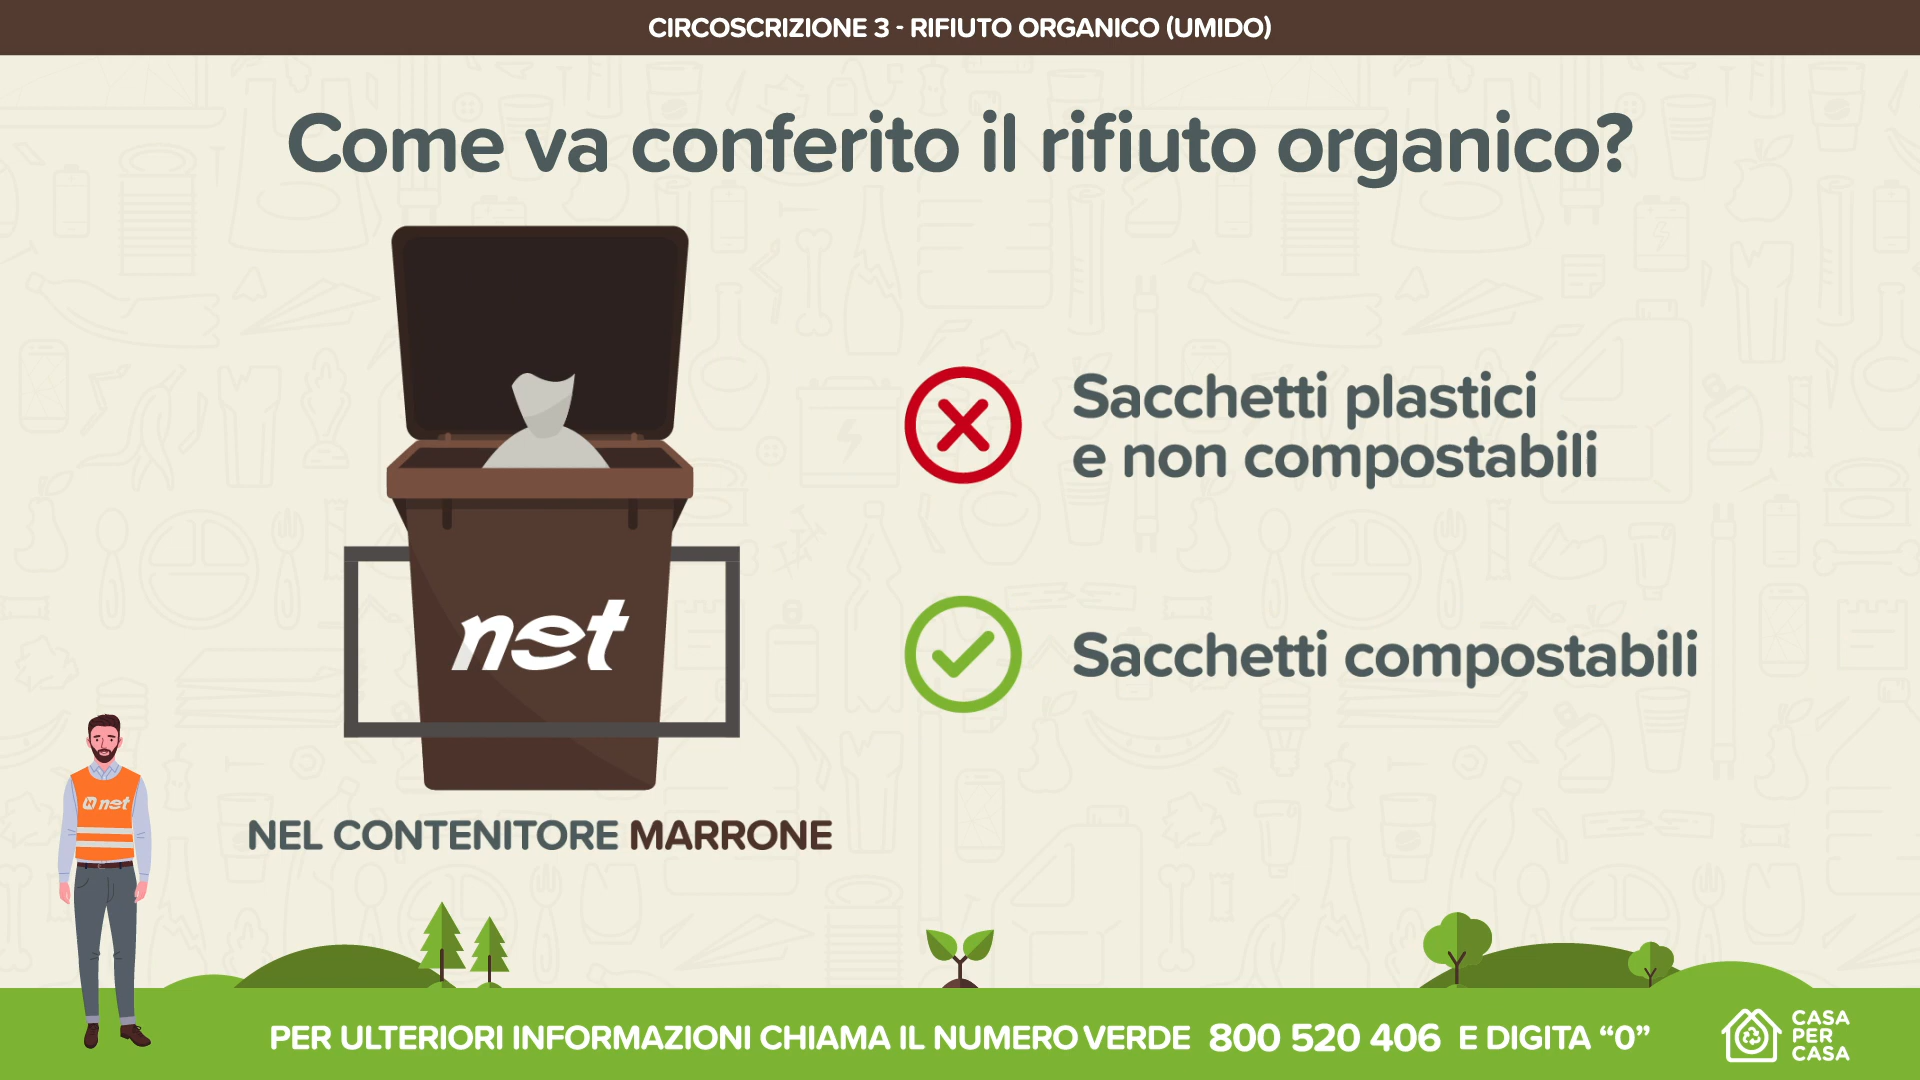 CIRCOSCRIZIONE 3 - RIFIUTO ORGANICO (UMIDO)
Come va conferito il rifiuto organico?
Sacchetti plastici
e non compostabili
net
Sacchetti compostabili
net
NEL CONTENITORE MARRONE
PER ULTERIORI INFORMAZIONI CHIAMA IL NUMERO VERDE 800 520 406 E DIGITA “0”
CASA
PER
CASA